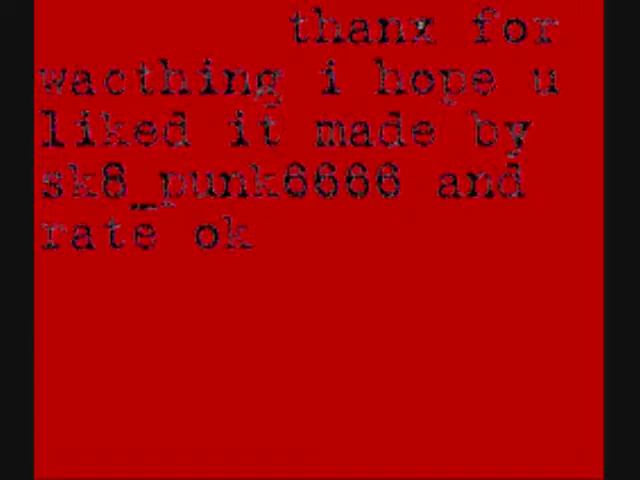 thanx for
wacthing i hope u
liked it made by
sk8_punk6666 and
rate ok